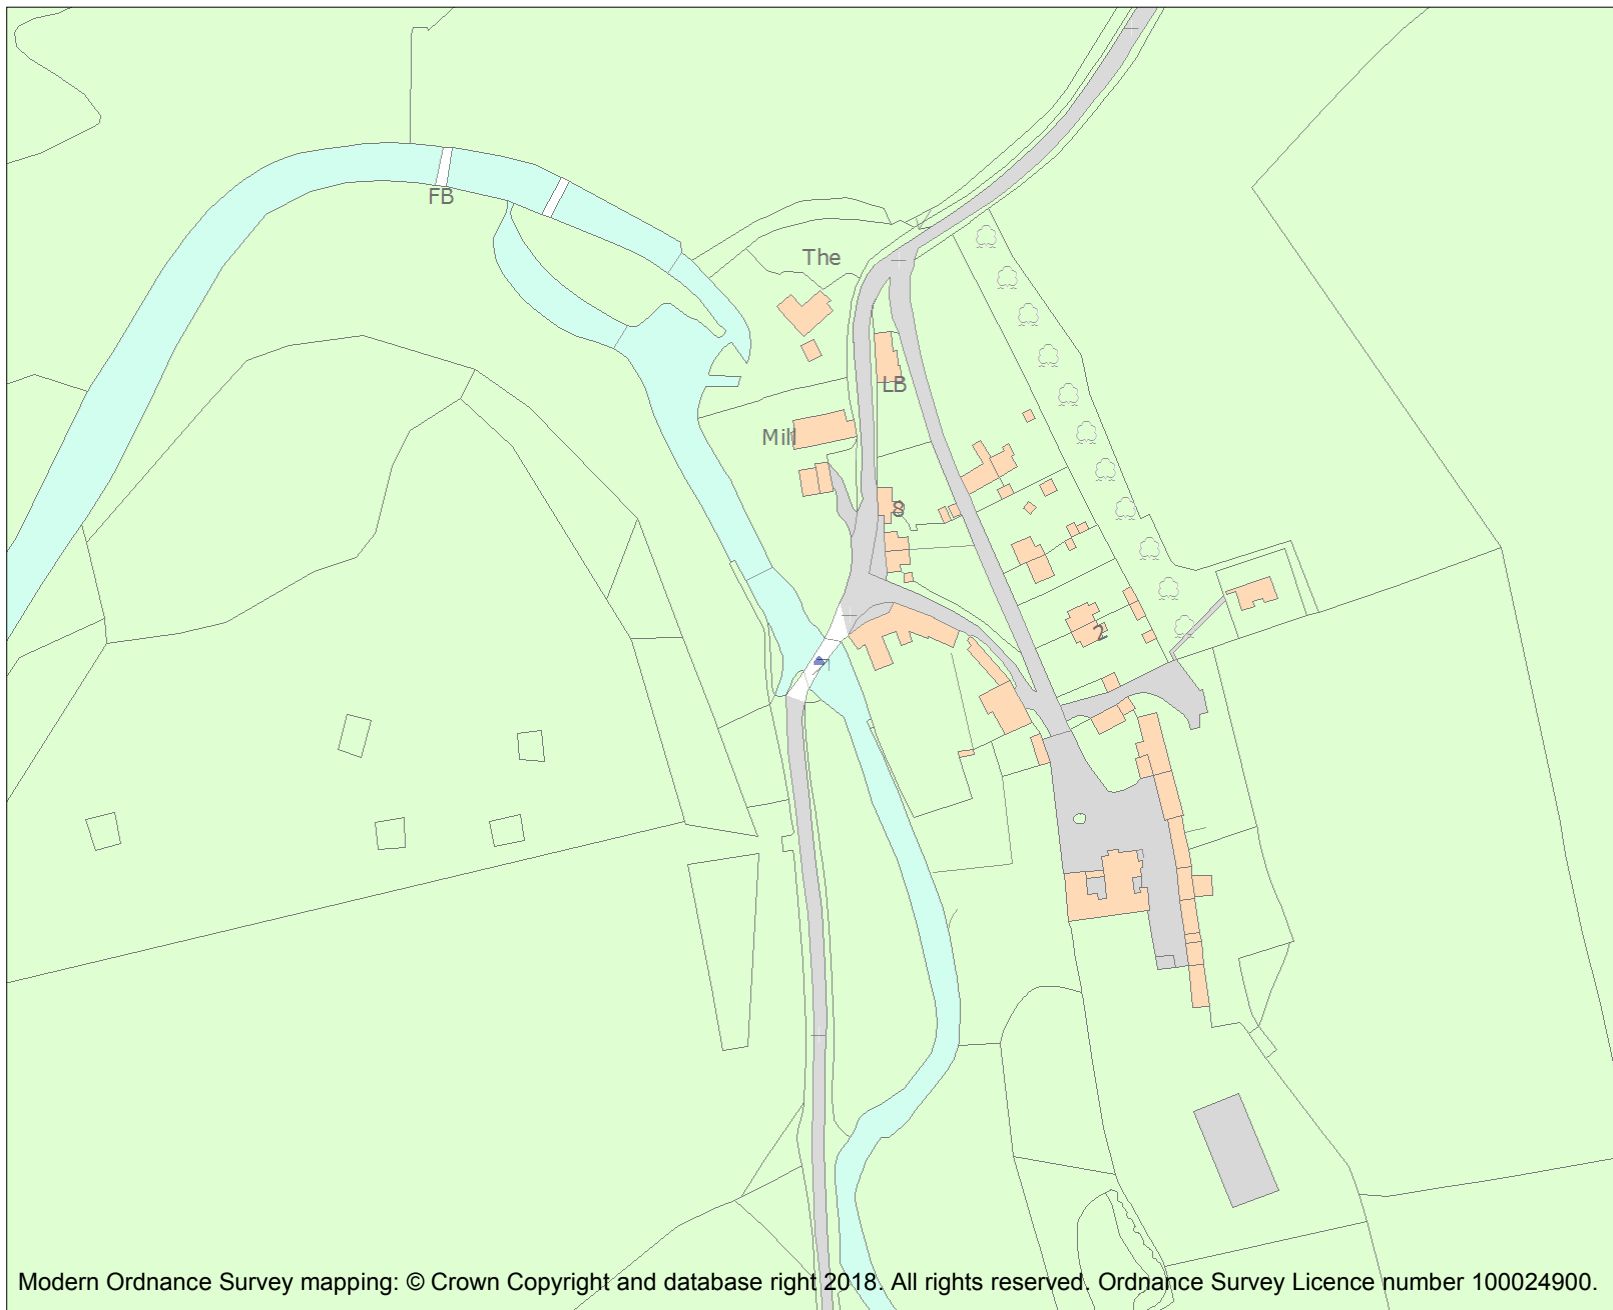 FB
The
LB
Mill
8
2
Modern Ordnance Survey mapping: © Crown Copyright and database right 2018. All rights reserved. Ordnance Survey Licence number 100024900.